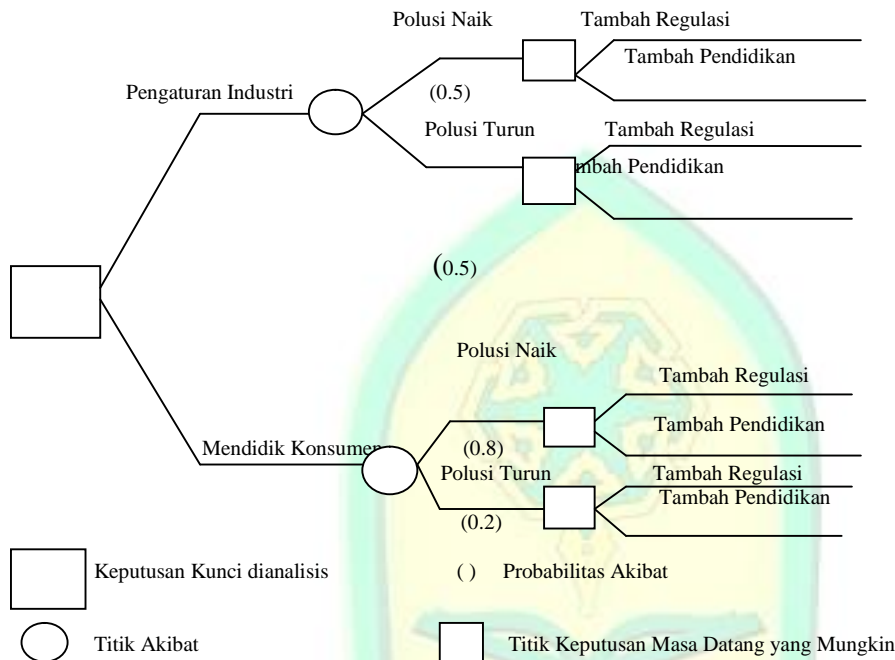 Polusi Naik
Tambah Regulasi
Tambah Pendidikan
Pengaturan Industri
(0.5)
Polusi Turun
Tambah Regulasi
mbah Pendidikan
(0.5)
Polusi Naik
Tambah Regulasi
Mendidik Konsumen
(0.8)
Tambah Pendidikan
Polusi Turun
Tambah Regulasi
Tambah Pendidikan
(0.2)
Keputusan Kunci dianalisis
( ) Probabilitas Akibat
Titik Akibat
Titik Keputusan Masa Datang yang Mungkin